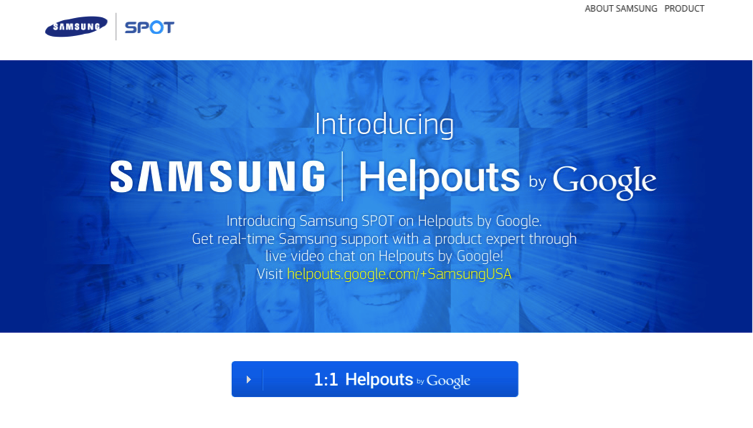 ABOUT SAMSUNG PRODUCT
SAMSUNG SPOT
Introducing
SAMSUNG Helpouts by Google
Introducing Samsung SPOT on Helpouts by Google.
Get real-time Samsung support with a product expert through
live video chat on Helpouts by Google!
Visit helpouts.google.com/+SamsungUSA
1:1 Helpouts by Google